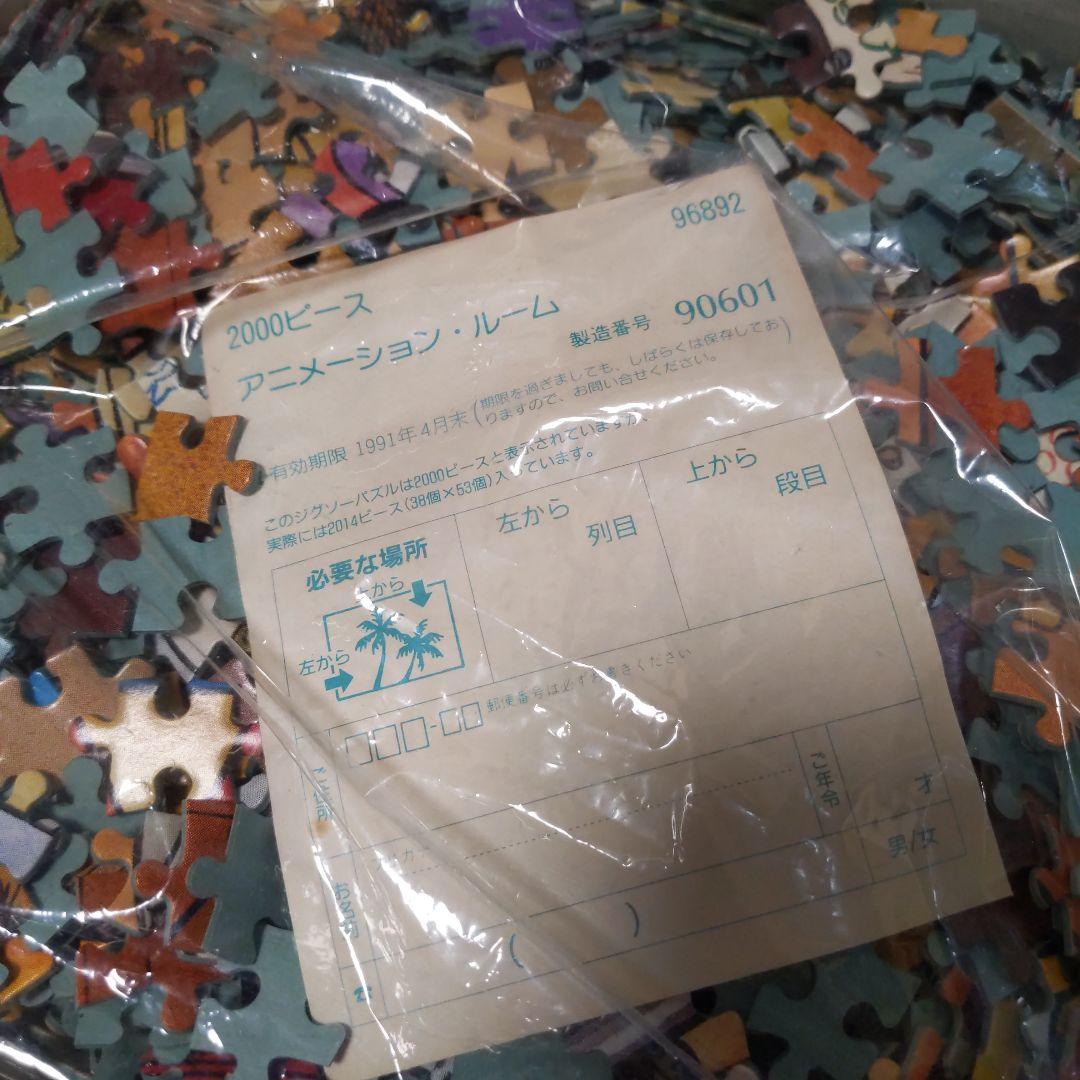 96892
2000ピース
アニメーション・ルーム
製造番号 90601
有効期限 1991年4月末 (期限を過ぎましても、しばらくは保存してお
りますので、お問い合せください。)
このジグソーパズルは2000ピースと表示されていますが、
実際には2014ピース(38個×53個)入っています。
必要な場所
上から
左から
左から
列目
上から
段目
郵便番号は必ずお書きください
ご住所
ご年令
才
男/女
お名前
( )
☎